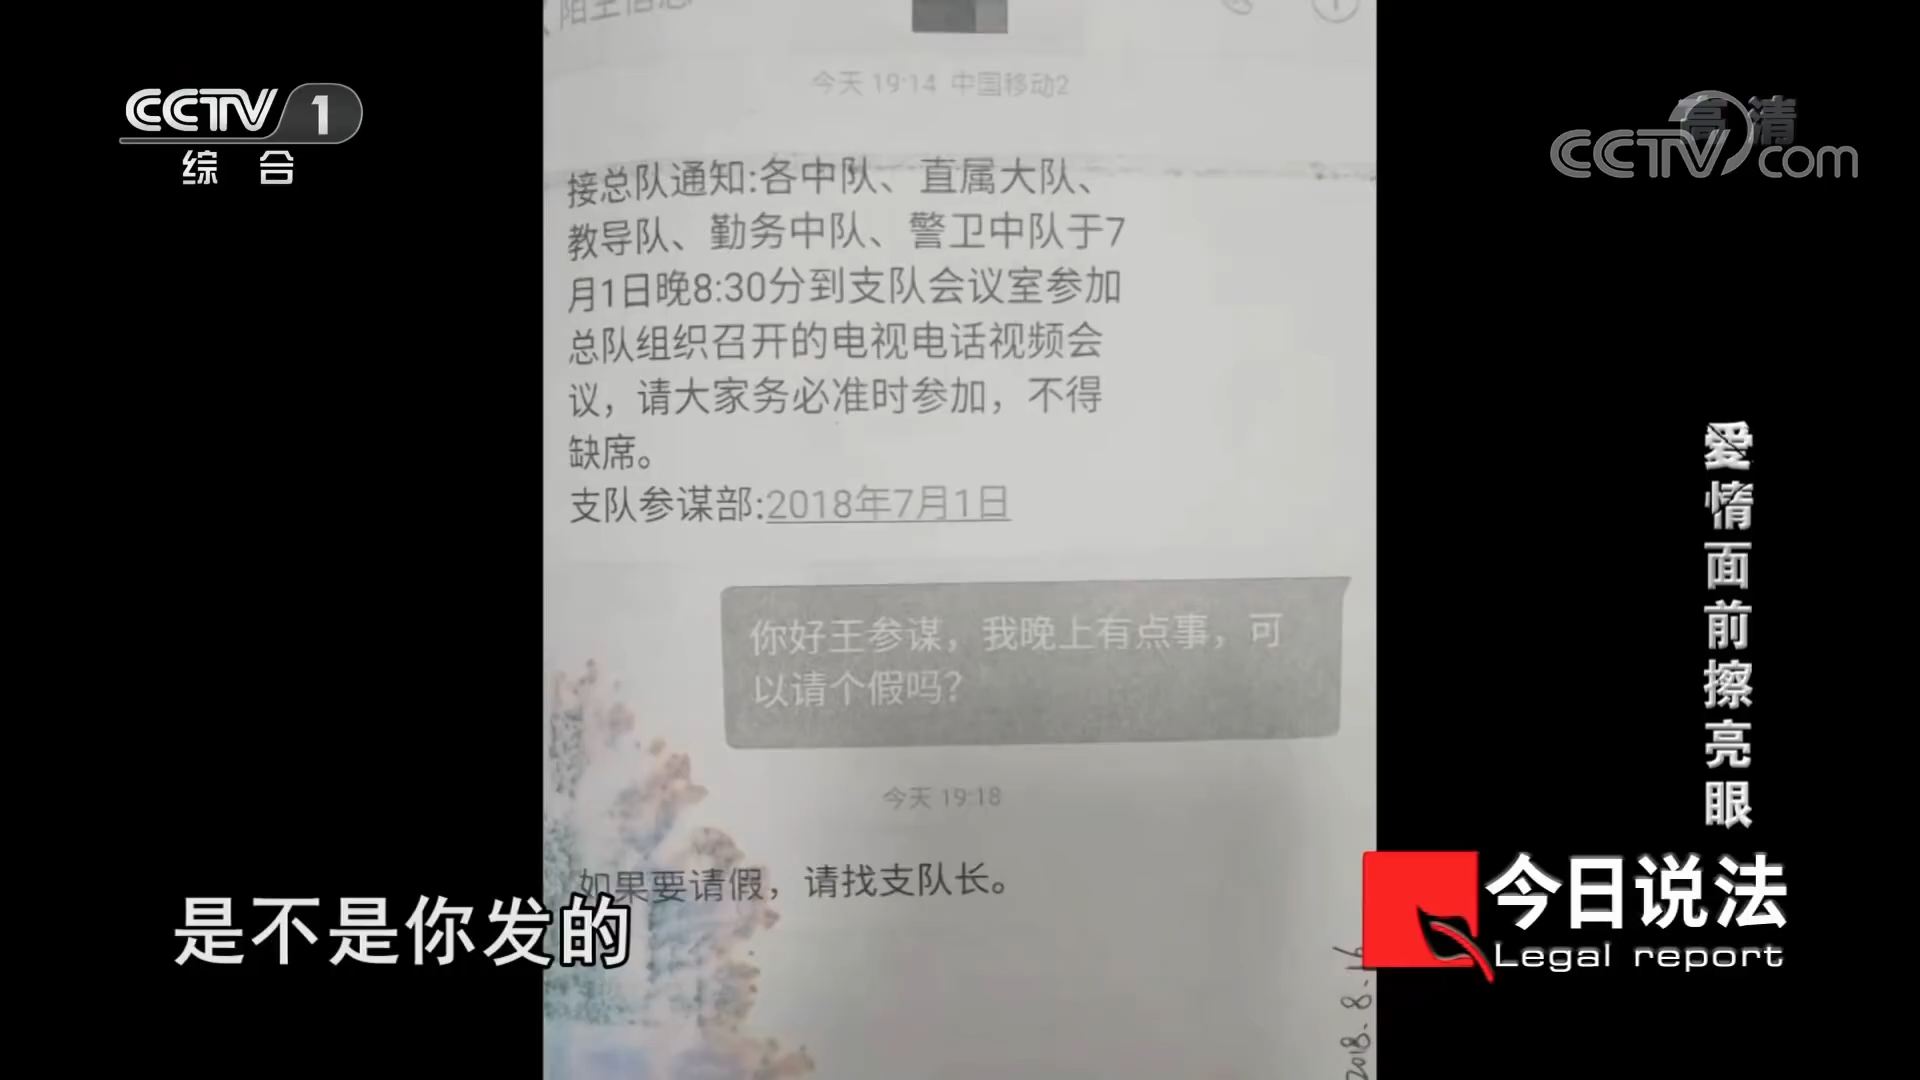 CCTV 1
综合
高清
CCTV.com
陌生信息
今天 19:14 中国移动2
接总队通知:各中队、直属大队、
教导队、勤务中队、警卫中队于7
月1日晚8:30分到支队会议室参加
总队组织召开的电视电话视频会
议，请大家务必准时参加，不得
缺席。
支队参谋部:2018年7月1日
你好王参谋，我晚上有点事，可
以请个假吗？
今天 19:18
如果要请假，请找支队长。
2018.8.16
是不是你发的
爱情面前擦亮眼
今日说法
Legal report